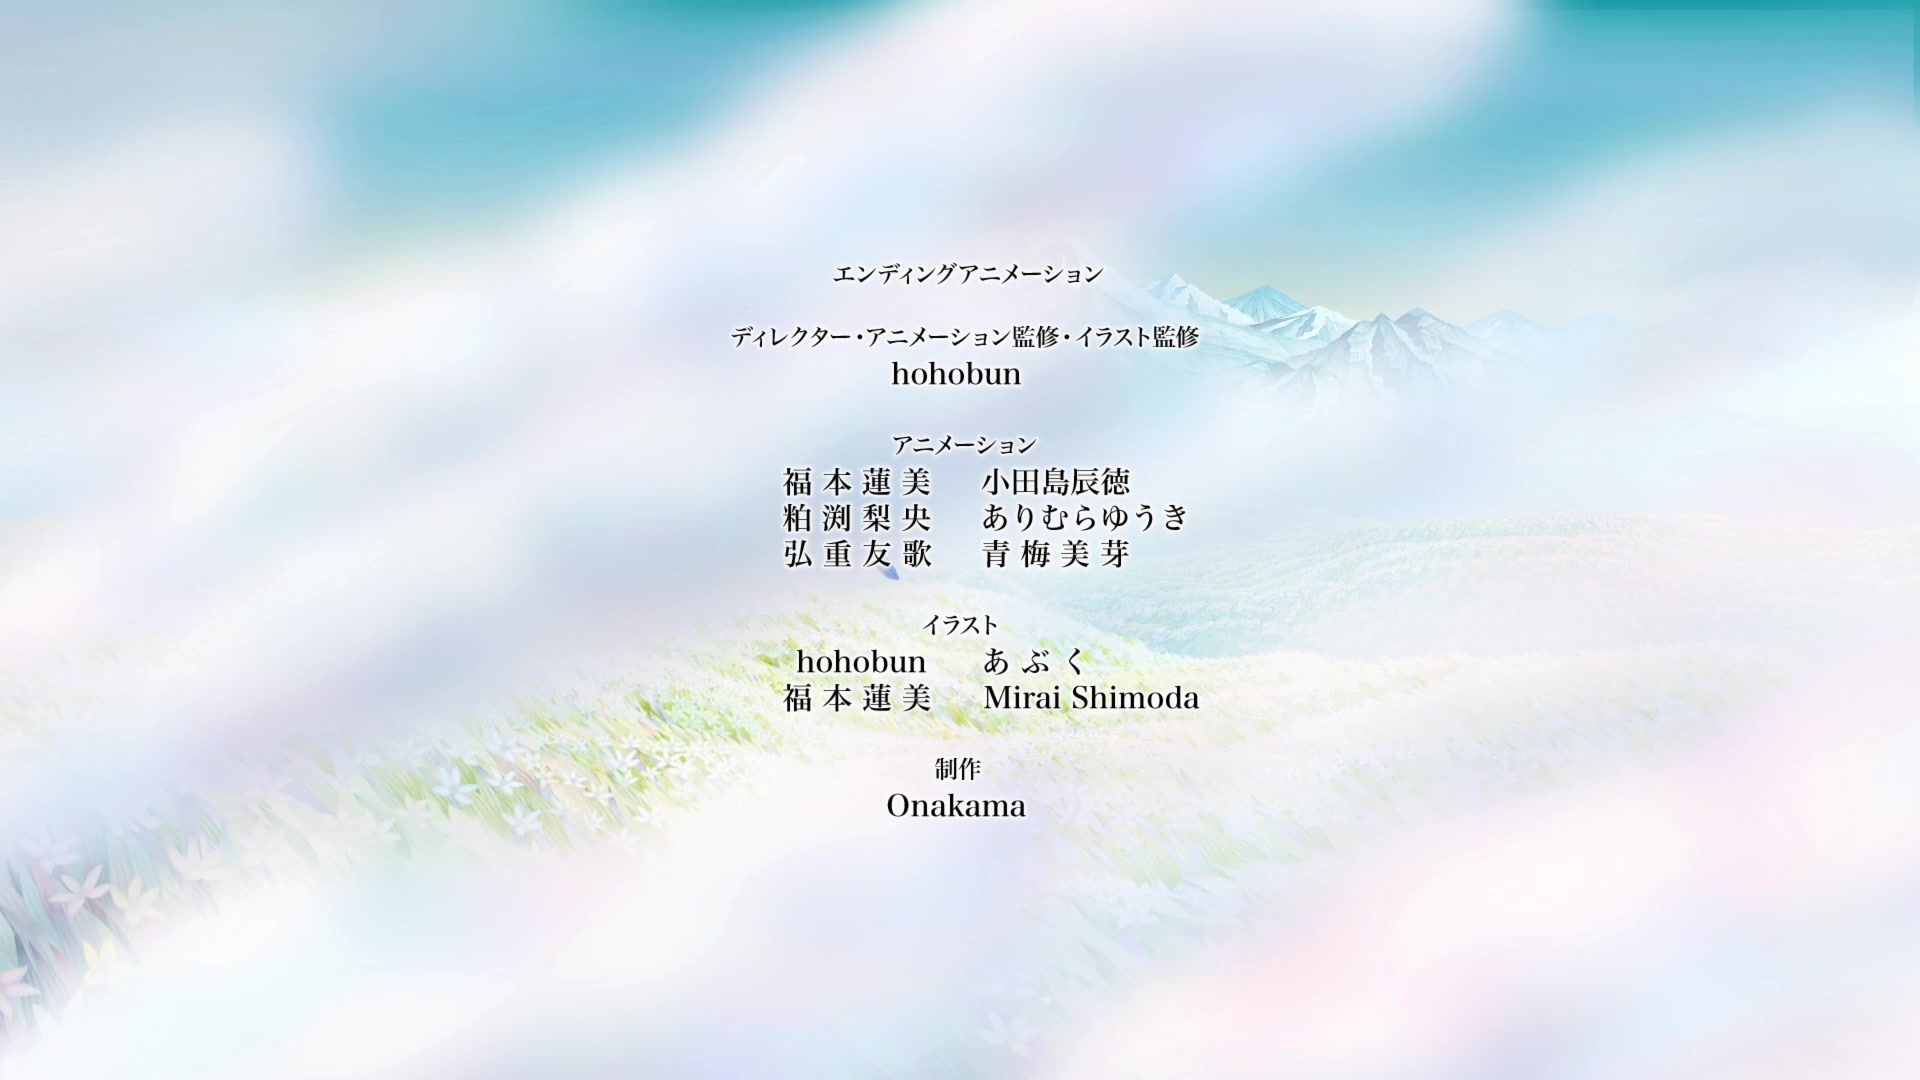 エンディングアニメーション
ディレクター・アニメーション監修・イラスト監修
hohobun
アニメーション
福本蓮美 小田島辰徳
粕渕梨央 ありむらゆうき
弘重友歌 青梅美芽
イラスト
hohobun あぶく
福本蓮美 Mirai Shimoda
制作
Onakama